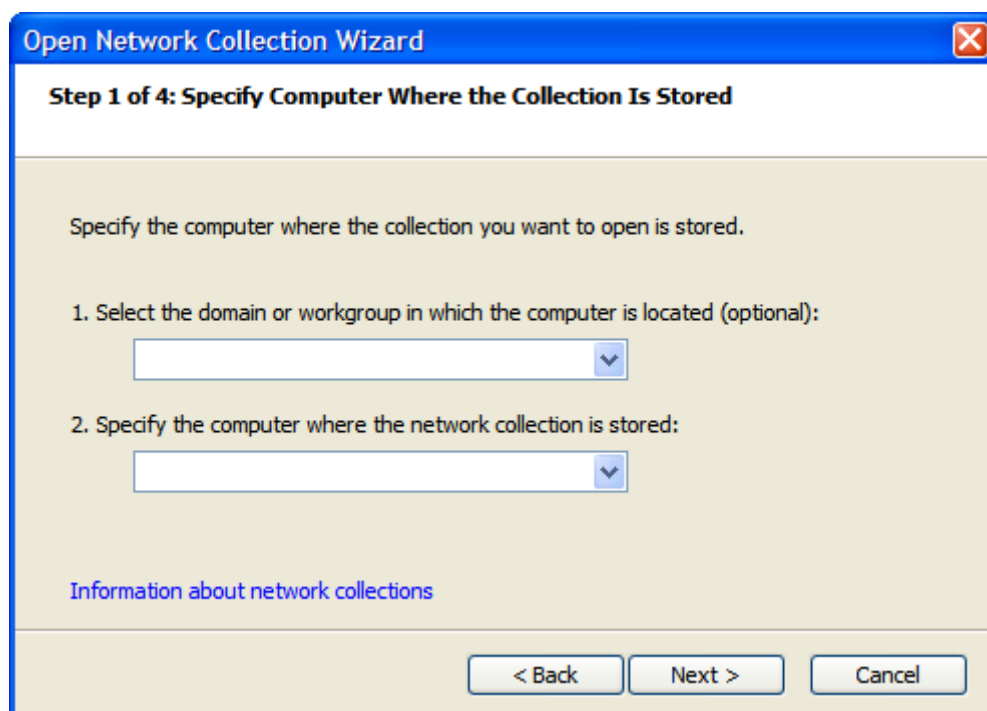 Open Network Collection Wizard
Step 1 of 4: Specify Computer Where the Collection Is Stored
Specify the computer where the collection you want to open is stored.
1. Select the domain or workgroup in which the computer is located (optional):
2. Specify the computer where the network collection is stored:
Information about network collections
< Back Next > Cancel